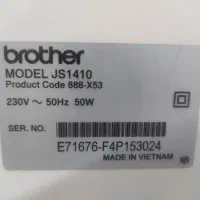 brother
MODEL JS1410
Product Code 888-X53
230V ~ 50Hz 50W
SER. NO.
E71676-F4P153024
MADE IN VIETNAM